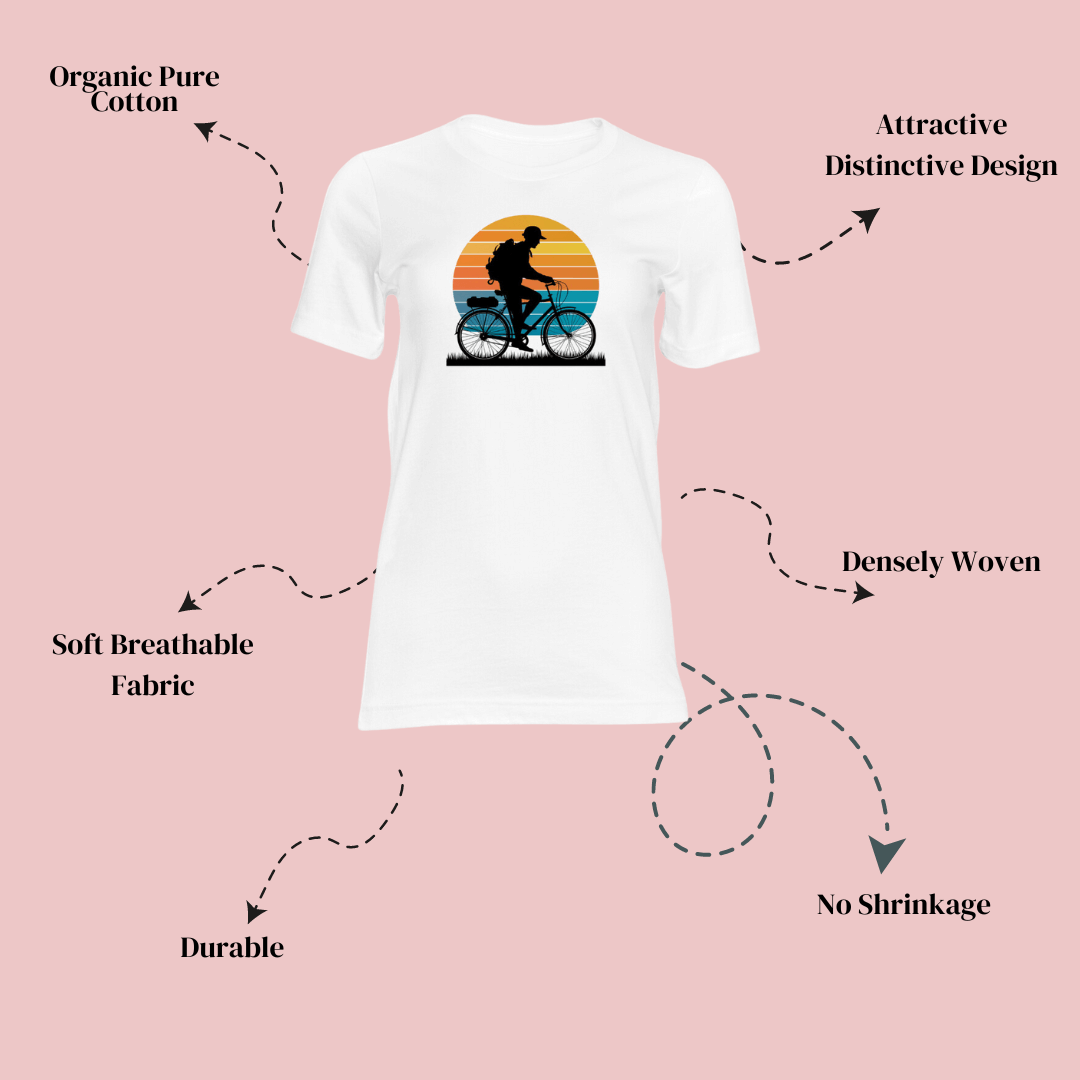 Organic Pure
Cotton
Attractive
Distinctive Design
Densely Woven
Soft Breathable
Fabric
No Shrinkage
Durable